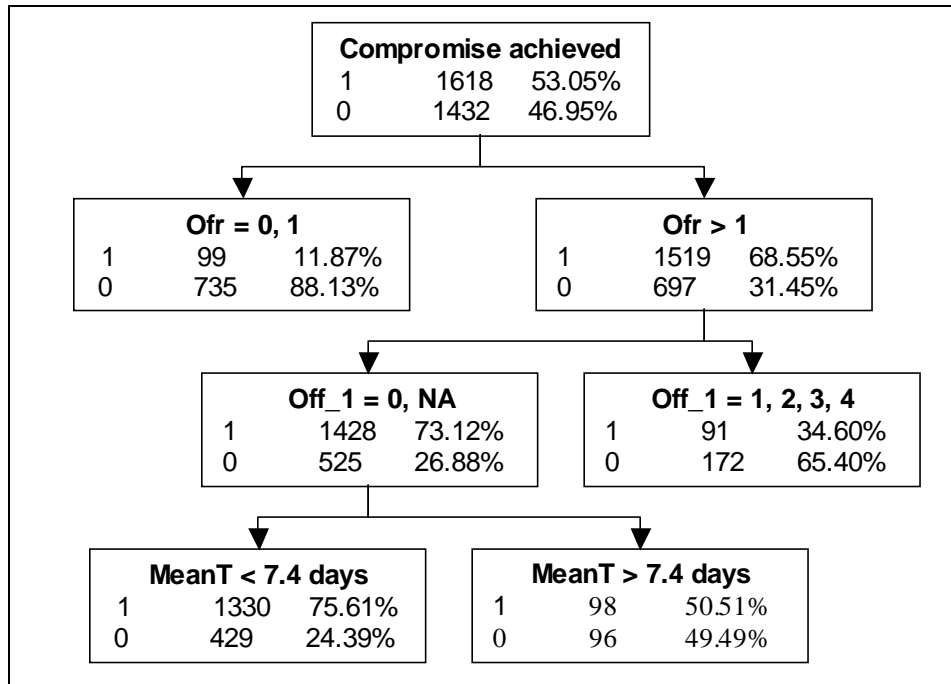 Compromise achieved
1 1618 53.05%
0 1432 46.95%
Ofr = 0, 1
1 99 11.87%
0 735 88.13%
Ofr > 1
1 1519 68.55%
0 697 31.45%
Off_1 = 0, NA
1 1428 73.12%
0 525 26.88%
Off_1 = 1, 2, 3, 4
1 91 34.60%
0 172 65.40%
MeanT < 7.4 days
1 1330 75.61%
0 429 24.39%
MeanT > 7.4 days
1 98 50.51%
0 96 49.49%